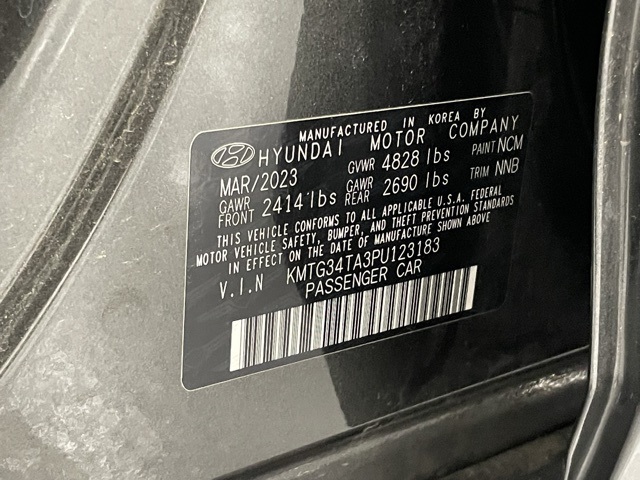 MANUFACTURED IN KOREA BY
HYUNDAI MOTOR COMPANY
MAR/2023 GVWR 4828 lbs PAINT NCM
GAWR FRONT 2414 lbs GAWR REAR 2690 lbs TRIM NNB
THIS VEHICLE CONFORMS TO ALL APPLICABLE U.S.A. FEDERAL
MOTOR VEHICLE SAFETY, BUMPER, AND THEFT PREVENTION STANDARDS
IN EFFECT ON THE DATE OF MANUFACTURE SHOWN ABOVE.
V.I.N KMTG34TA3PU123183
PASSENGER CAR